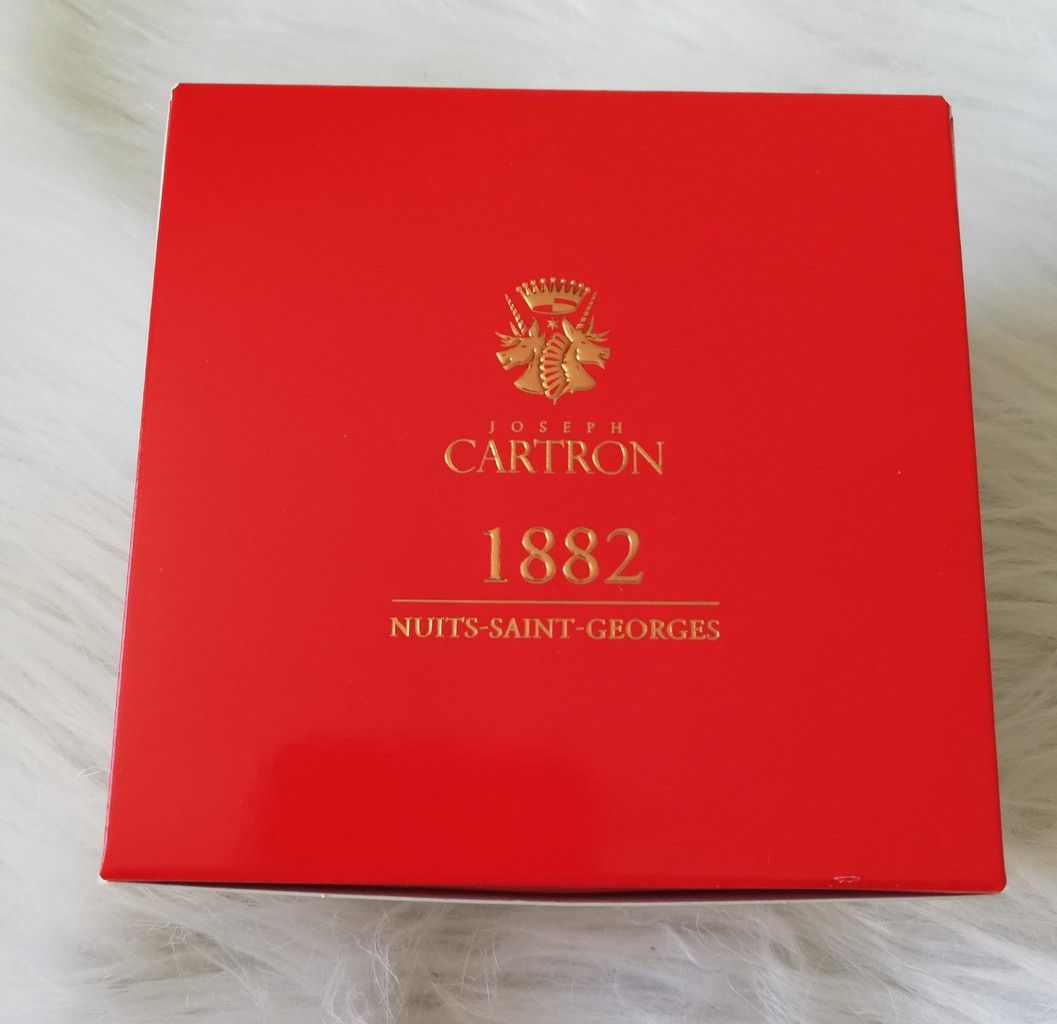 JOSEPH
CARTRON
1882
NUITS-SAINT-GEORGES